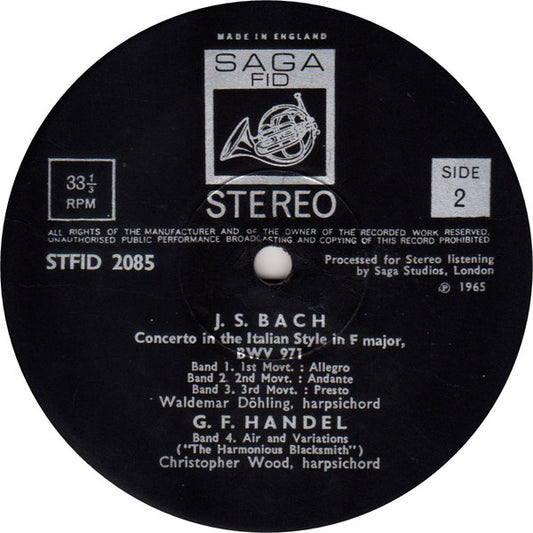 MADE IN ENGLAND
SAGA
FID
33⅓
RPM
STEREO
SIDE
2
ALL RIGHTS OF THE MANUFACTURER AND OF THE OWNER OF THE RECORDED WORK RESERVED.
UNAUTHORISED PUBLIC PERFORMANCE BROADCASTING AND COPYING OF THIS RECORD PROHIBITED
STFID 2085
Processed for Stereo listening
by Saga Studios, London
℗ 1965
J. S. BACH
Concerto in the Italian Style in F major,
BWV 971
Band 1. 1st Movt. : Allegro
Band 2. 2nd Movt. : Andante
Band 3. 3rd Movt. : Presto
Waldemar Döhling, harpsichord
G. F. HANDEL
Band 4. Air and Variations
("The Harmonious Blacksmith")
Christopher Wood, harpsichord